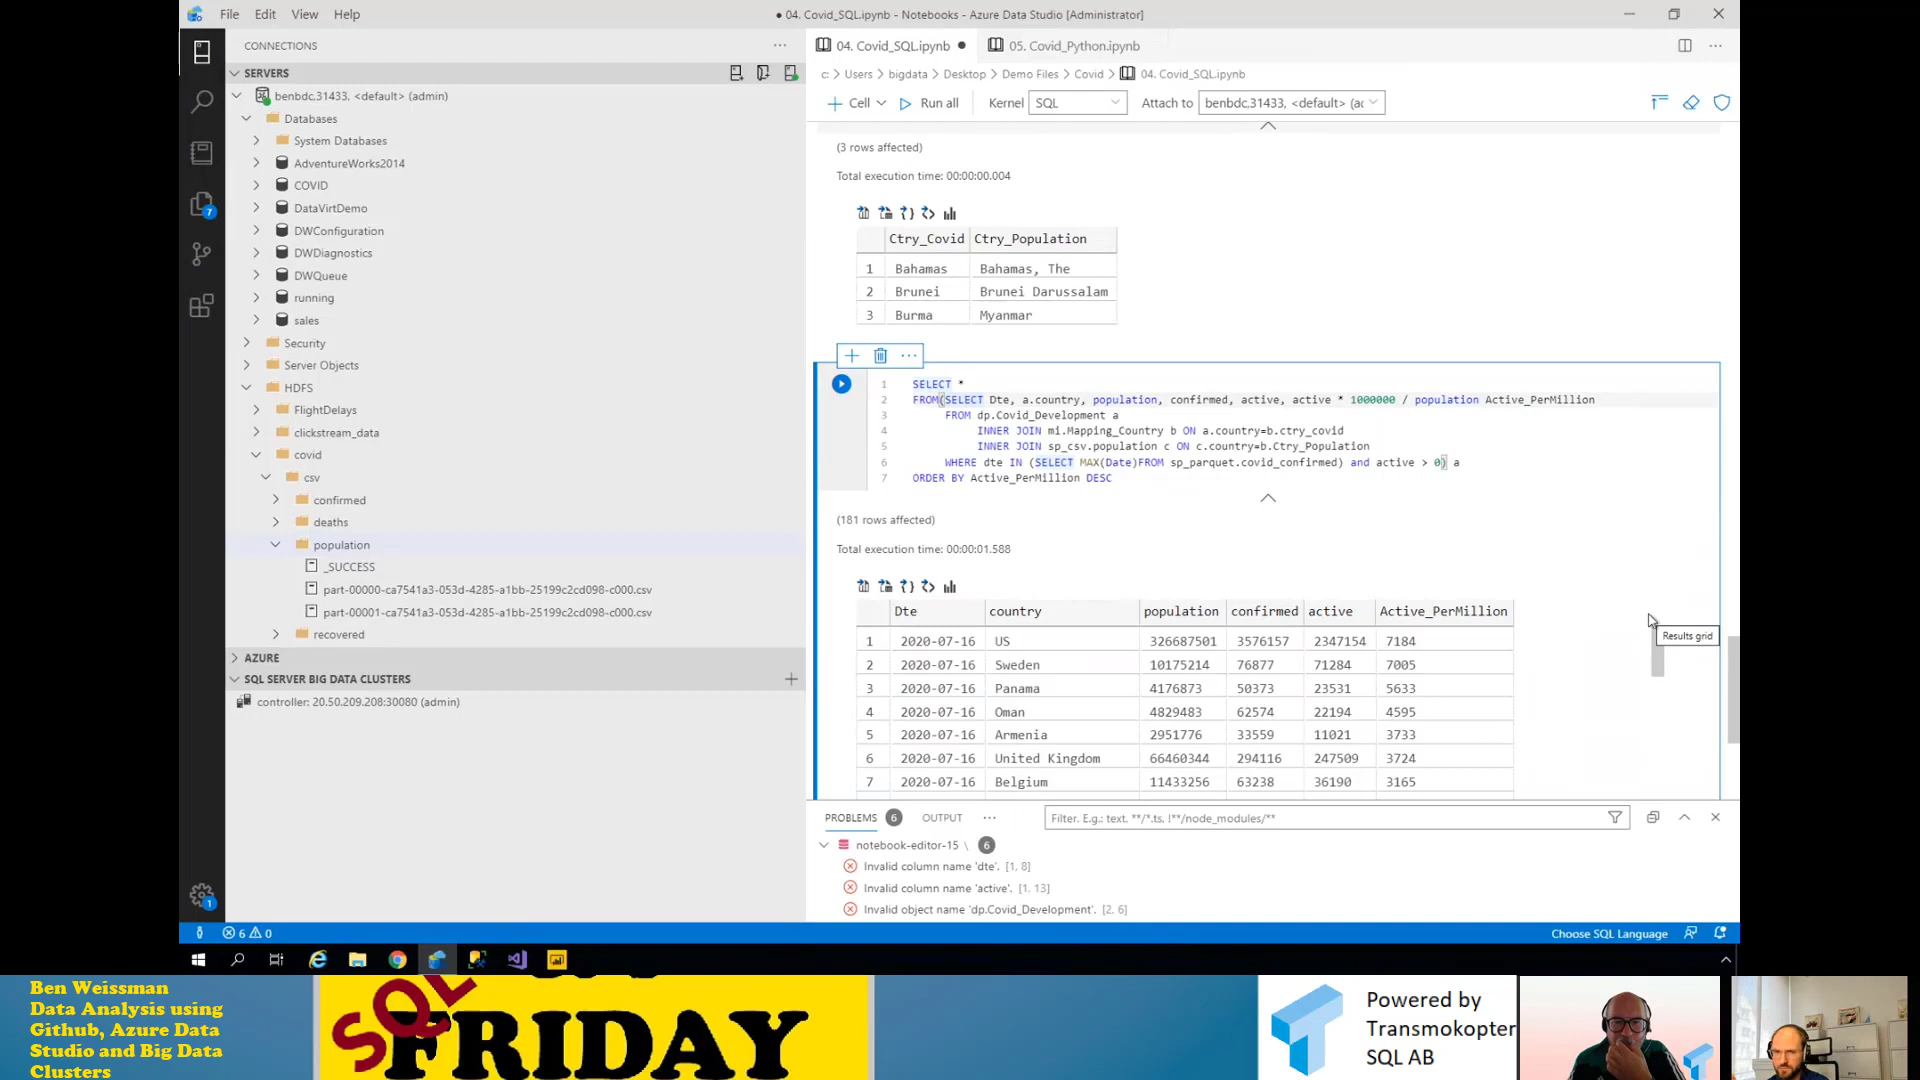 File Edit View Help
● 04. Covid_SQL.ipynb - Notebooks - Azure Data Studio [Administrator]
CONNECTIONS
SERVERS
benbdc,31433, <default> (admin)
Databases
System Databases
AdventureWorks2014
COVID
DataVirtDemo
DWConfiguration
DWDiagnostics
DWQueue
running
sales
Security
Server Objects
HDFS
FlightDelays
clickstream_data
covid
csv
confirmed
deaths
population
_SUCCESS
part-00000-ca7541a3-053d-4285-a1bb-25199c2cd098-c000.csv
part-00001-ca7541a3-053d-4285-a1bb-25199c2cd098-c000.csv
recovered
AZURE
SQL SERVER BIG DATA CLUSTERS
controller: 20.50.209.208:30080 (admin)
7
1
04. Covid_SQL.ipynb ● 05. Covid_Python.ipynb
c: > Users > bigdata > Desktop > Demo Files > Covid > 04. Covid_SQL.ipynb
Cell Run all Kernel SQL Attach to benbdc,31433, <default> (ac
(3 rows affected)
Total execution time: 00:00:00.004
Ctry_Covid Ctry_Population
1 Bahamas Bahamas, The
2 Brunei Brunei Darussalam
3 Burma Myanmar
1 SELECT *
2 FROM(SELECT Dte, a.country, population, confirmed, active, active * 1000000 / population Active_PerMillion
3 FROM dp.Covid_Development a
4 INNER JOIN mi.Mapping_Country b ON a.country=b.ctry_covid
5 INNER JOIN sp_csv.population c ON c.country=b.Ctry_Population
6 WHERE dte IN (SELECT MAX(Date)FROM sp_parquet.covid_confirmed) and active > 0) a
7 ORDER BY Active_PerMillion DESC
(181 rows affected)
Total execution time: 00:00:01.588
Dte country population confirmed active Active_PerMillion
1 2020-07-16 US 326687501 3576157 2347154 7184
2 2020-07-16 Sweden 10175214 76877 71284 7005
3 2020-07-16 Panama 4176873 50373 23531 5633
4 2020-07-16 Oman 4829483 62574 22194 4595
5 2020-07-16 Armenia 2951776 33559 11021 3733
6 2020-07-16 United Kingdom 66460344 294116 247509 3724
7 2020-07-16 Belgium 11433256 63238 36190 3165
Results grid
PROBLEMS 6 OUTPUT
Filter. E.g.: text, **/*.ts, !**/node_modules/**
notebook-editor-15 \ 6
Invalid column name 'dte'. [1, 8]
Invalid column name 'active'. [1, 13]
Invalid object name 'dp.Covid_Development'. [2, 6]
6 0
Choose SQL Language
Ben Weissman
Data Analysis using
Github, Azure Data
Studio and Big Data
Clusters
SQL
FRIDAY
Powered by
Transmokopter
SQL AB